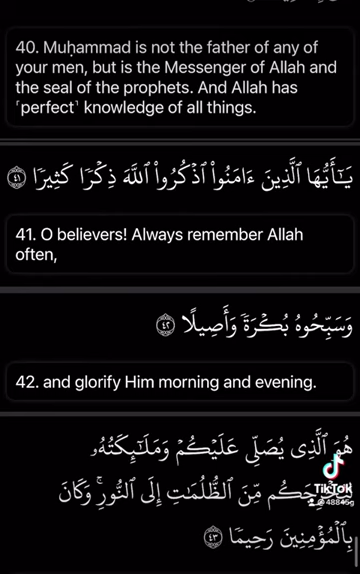 40. Muḥammad is not the father of any of
your men, but is the Messenger of Allah and
the seal of the prophets. And Allah has
˹perfect˺ knowledge of all things.
يَـٰٓأَيُّهَا ٱلَّذِينَ ءَامَنُوا۟ ٱذْكُرُوا۟ ٱللَّهَ ذِكْرًا كَثِيرًا ٤١
41. O believers! Always remember Allah
often,
وَسَبِّحُوهُ بُكْرَةً وَأَصِيلًا ٤٢
42. and glorify Him morning and evening.
هُوَ ٱلَّذِى يُصَلِّى عَلَيْكُمْ وَمَلَـٰٓئِكَتُهُۥ
مِّنَ ٱلظُّلُمَـٰتِ إِلَى ٱلنُّورِ ۚ وَكَانَ
TikTok
بِٱلْمُؤْمِنِينَ رَحِيمًا ٤٣